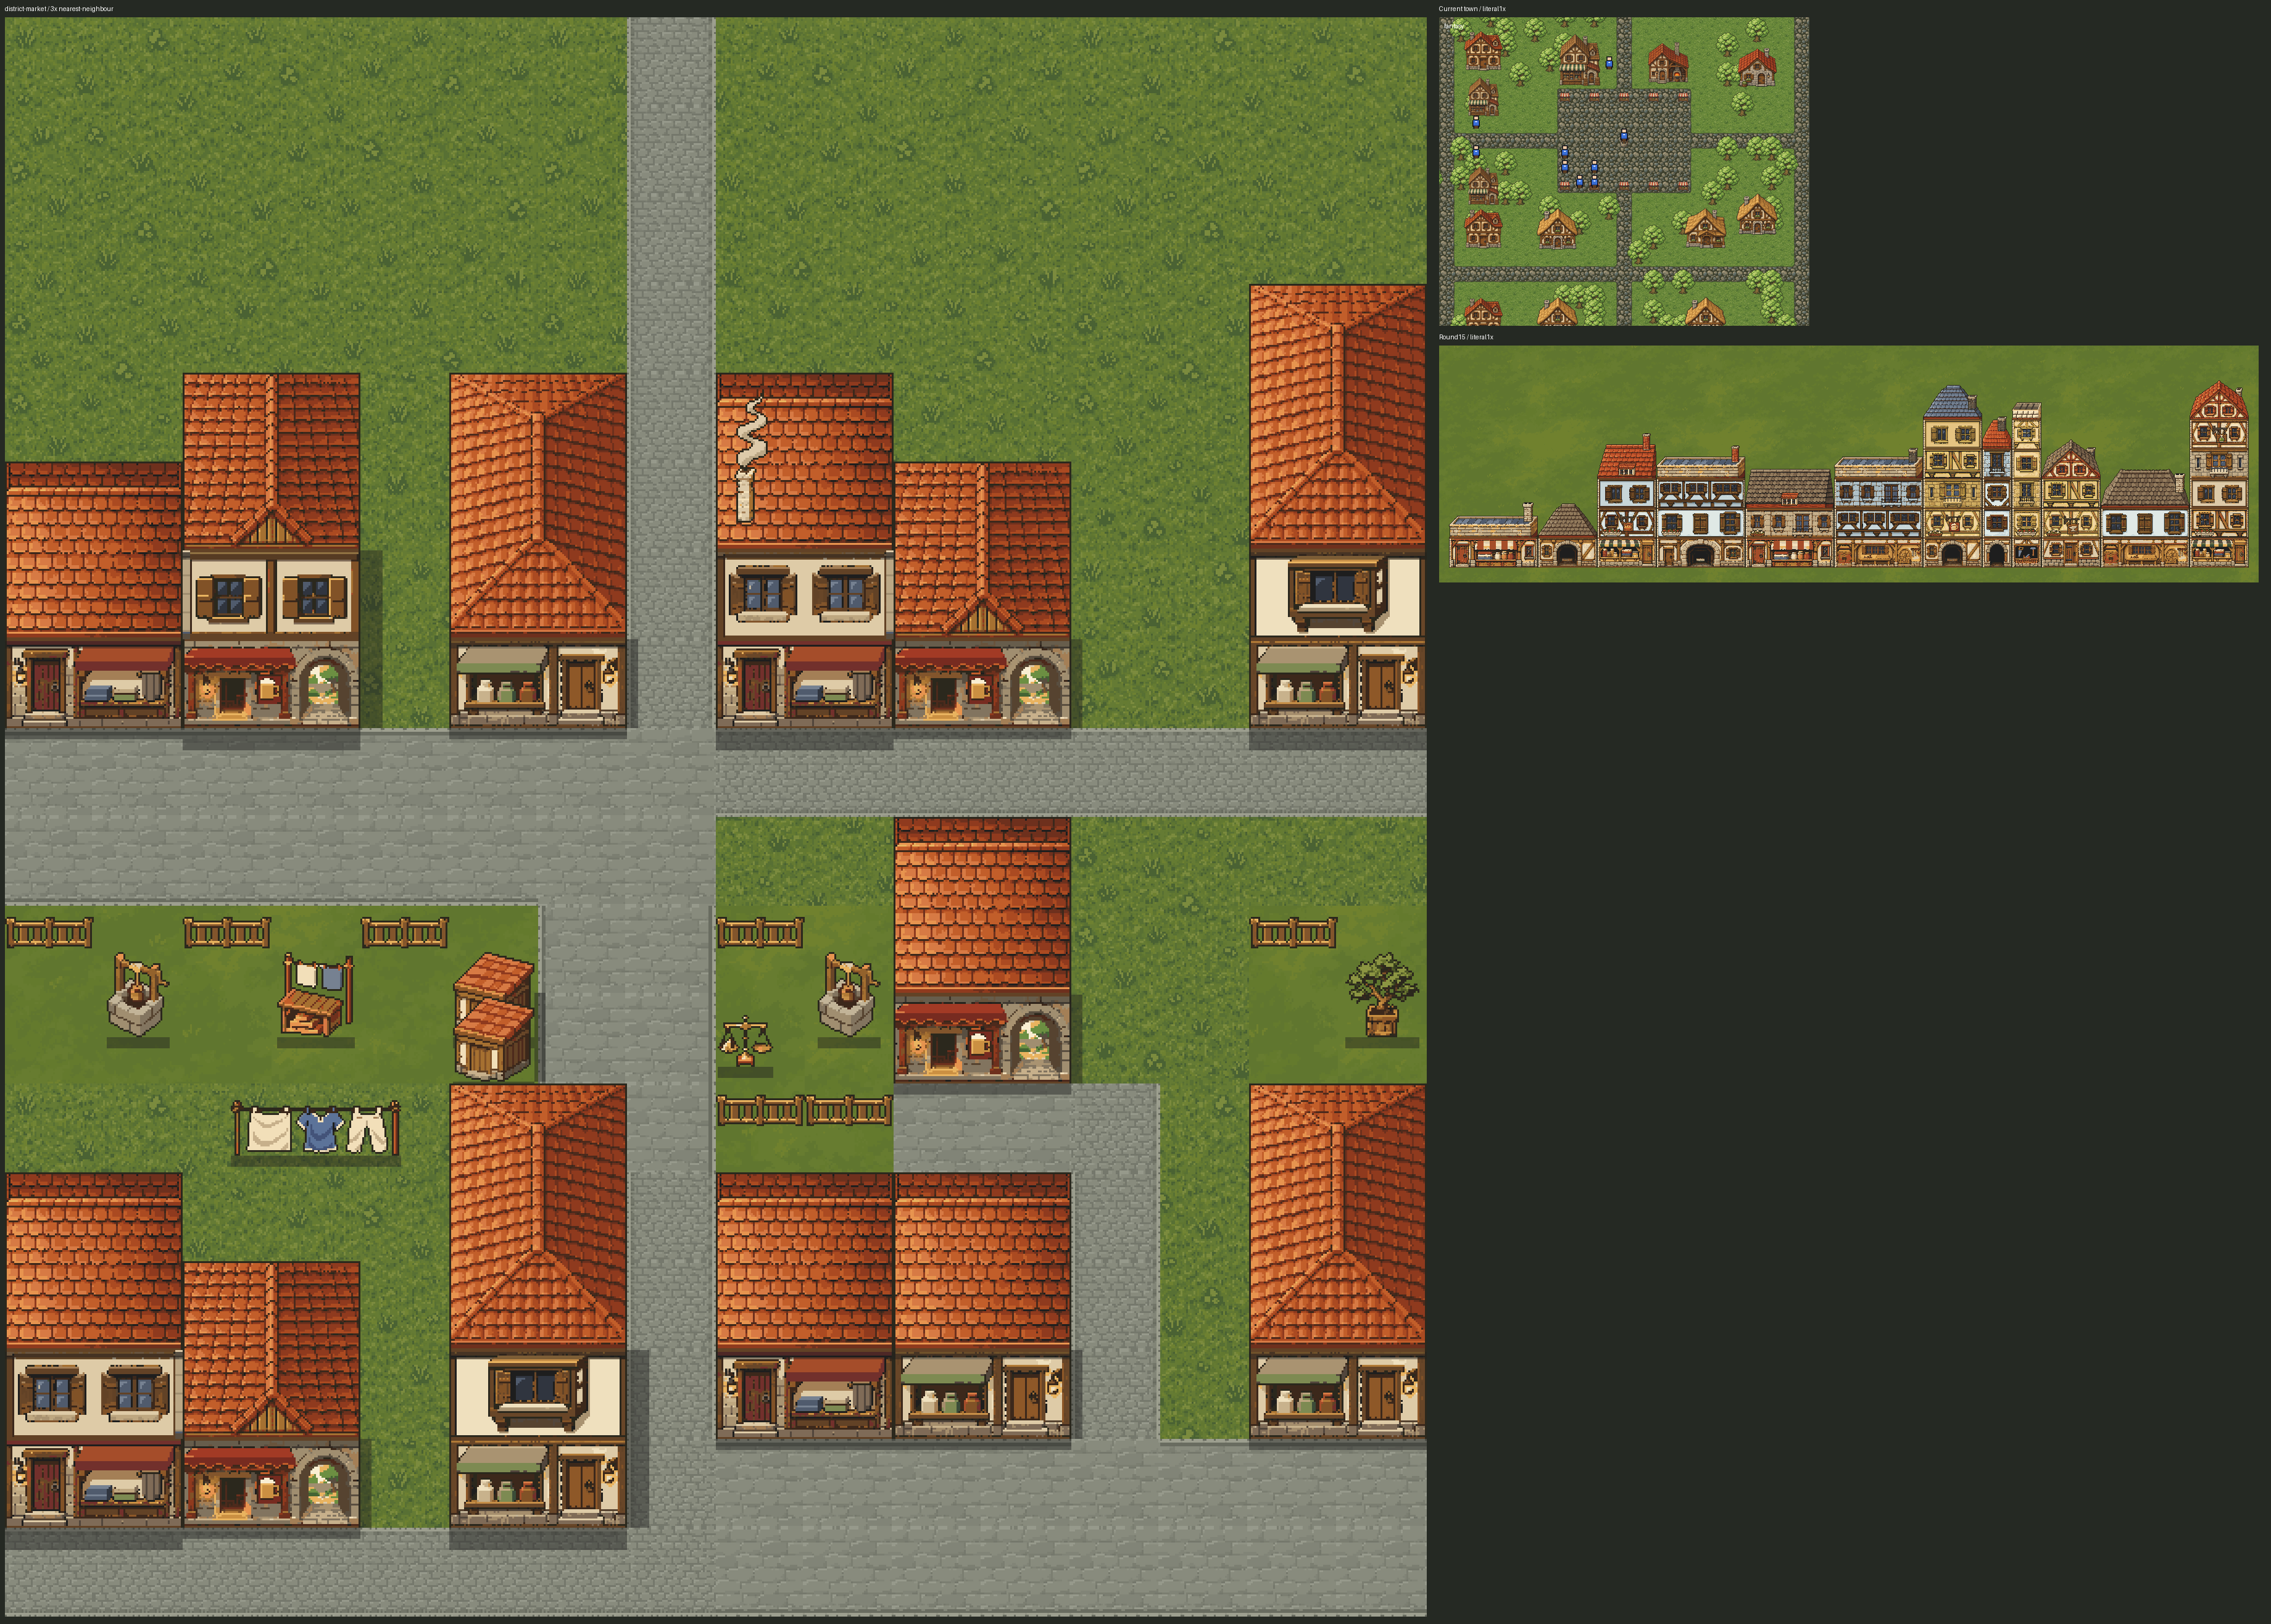 district-market / 3x nearest-neighbour
Current town / literal 1x
Round15 / literal 1x